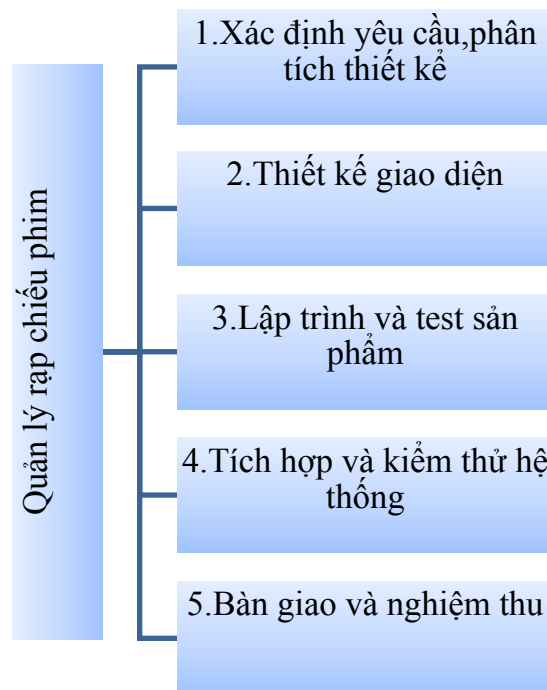 Quản lý rạp chiếu phim
1.Xác định yêu cầu,phân
tích thiết kể
2.Thiết kế giao diện
3.Lập trình và test sản
phẩm
4.Tích hợp và kiểm thử hệ
thống
5.Bàn giao và nghiệm thu